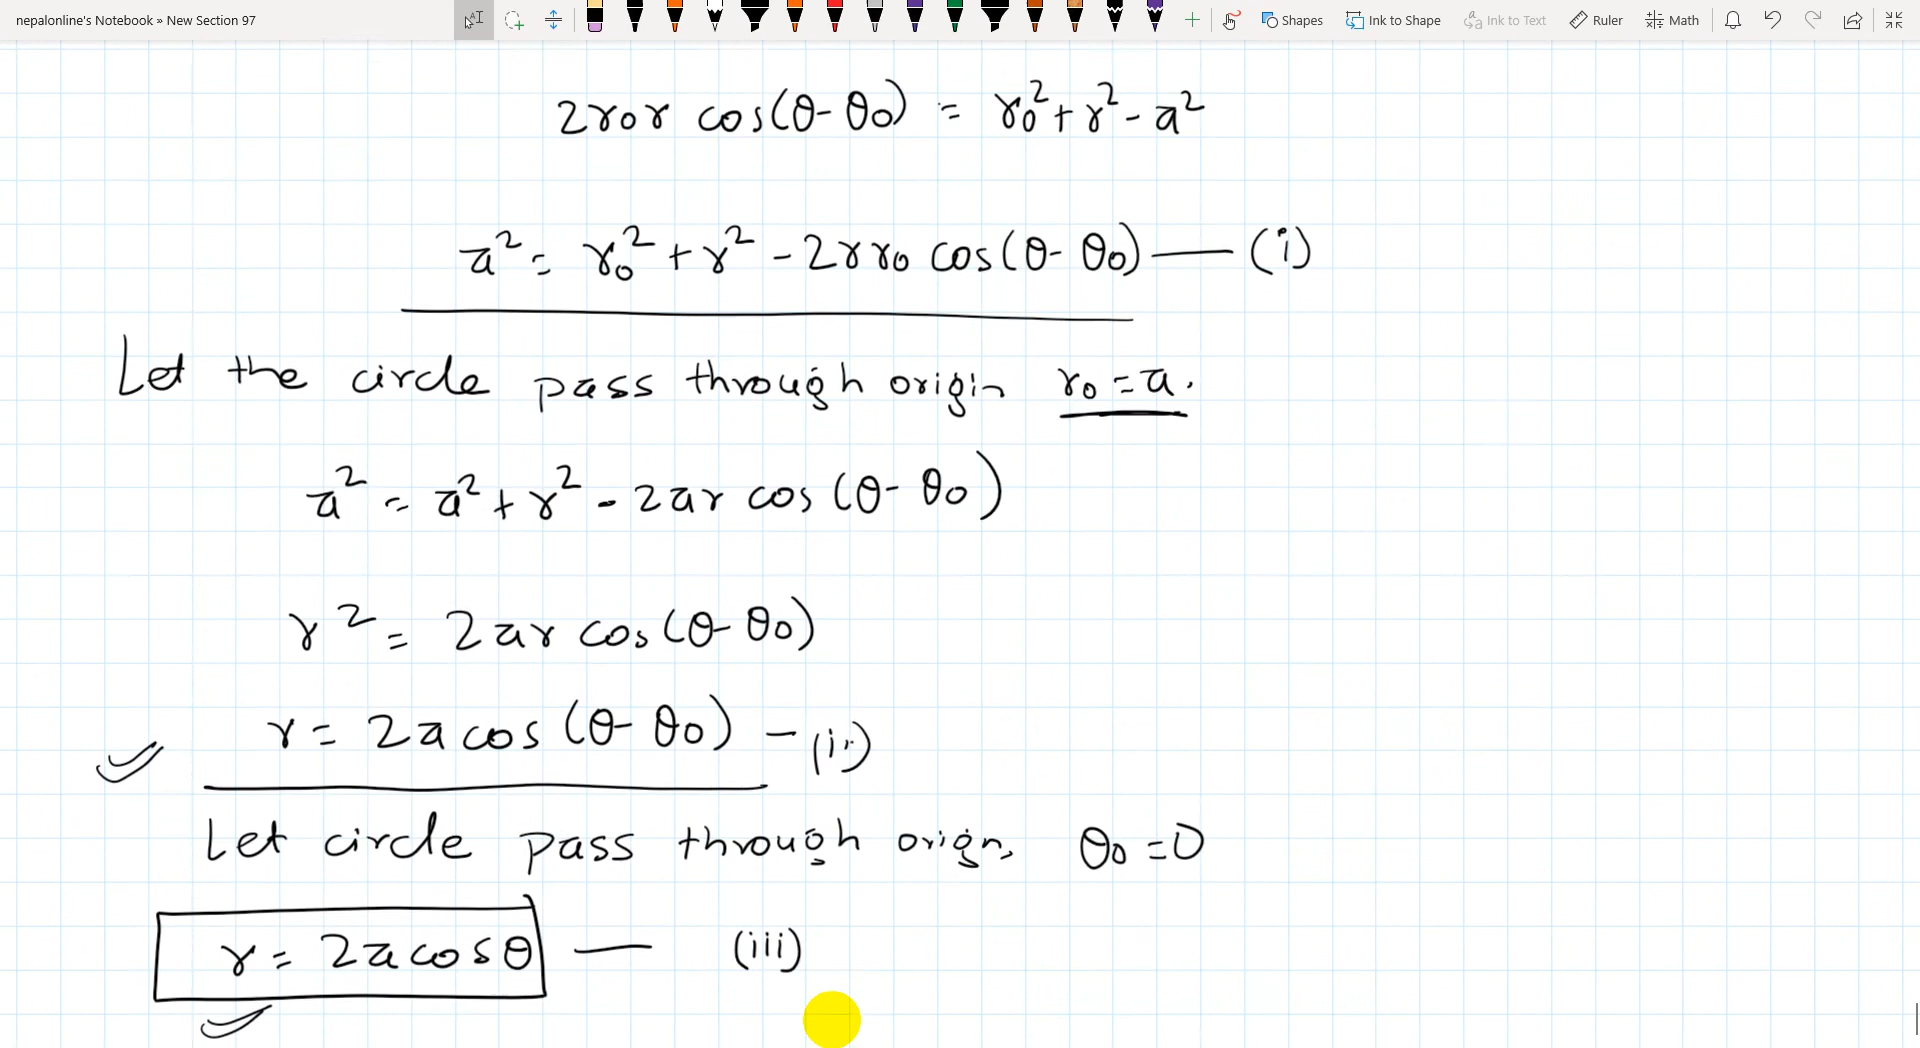 nepalonline's Notebook » New Section 97
Shapes Ink to Shape Ink to Text Ruler Math
2r₀r cos(θ-θ₀) = r₀² + r² - a²
a² = r₀² + r² - 2rr₀ cos(θ-θ₀) — (i)
Let the circle pass through origin r₀ = a.
a² = a² + r² - 2ar cos(θ-θ₀)
r² = 2ar cos(θ-θ₀)
r = 2a cos(θ-θ₀) - (ii)
Let circle pass through orign, θ₀ = 0
r = 2a cosθ — (iii)